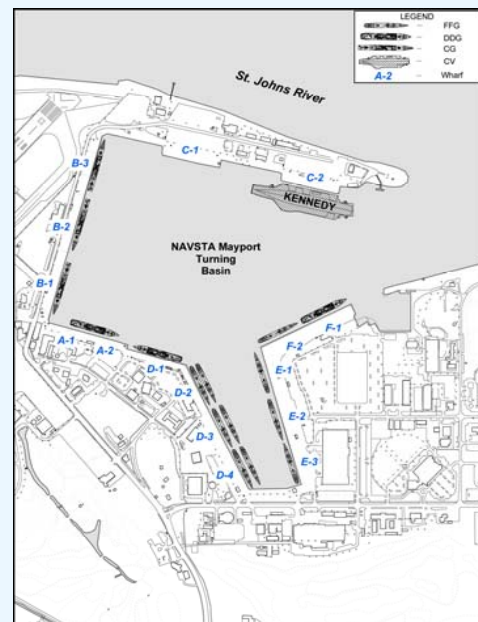 LEGEND
FFG
DDG
CG
CV
A-2 Wharf
St. Johns River
B-3
C-1
C-2
KENNEDY
B-2
NAVSTA Mayport
Turning
Basin
B-1
A-1
A-2
F-1
F-2
D-1
E-1
D-2
E-2
D-3
E-3
D-4